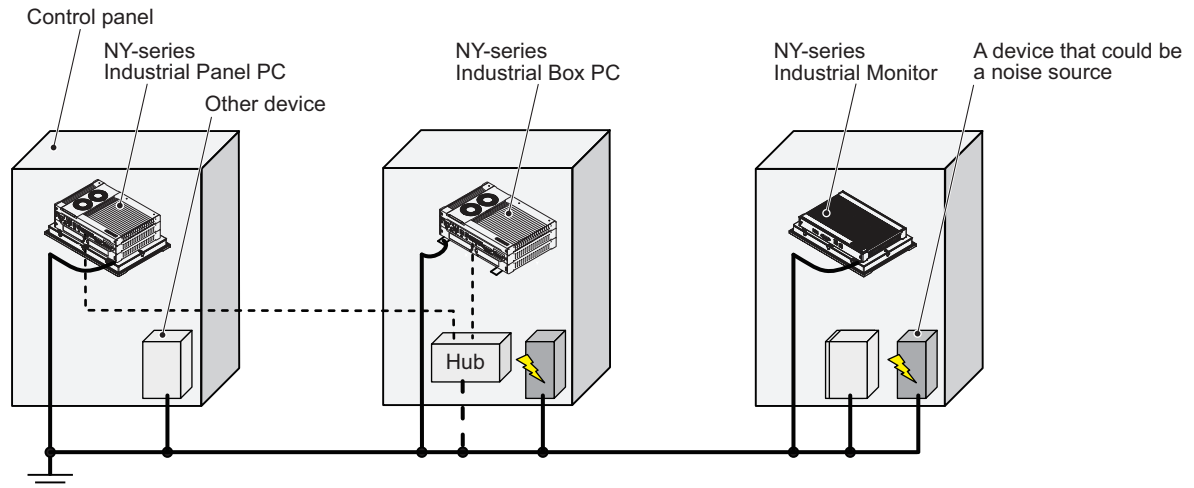 Control panel
NY-series
Industrial Panel PC
Other device
NY-series
Industrial Box PC
NY-series
Industrial Monitor
A device that could be
a noise source
Hub